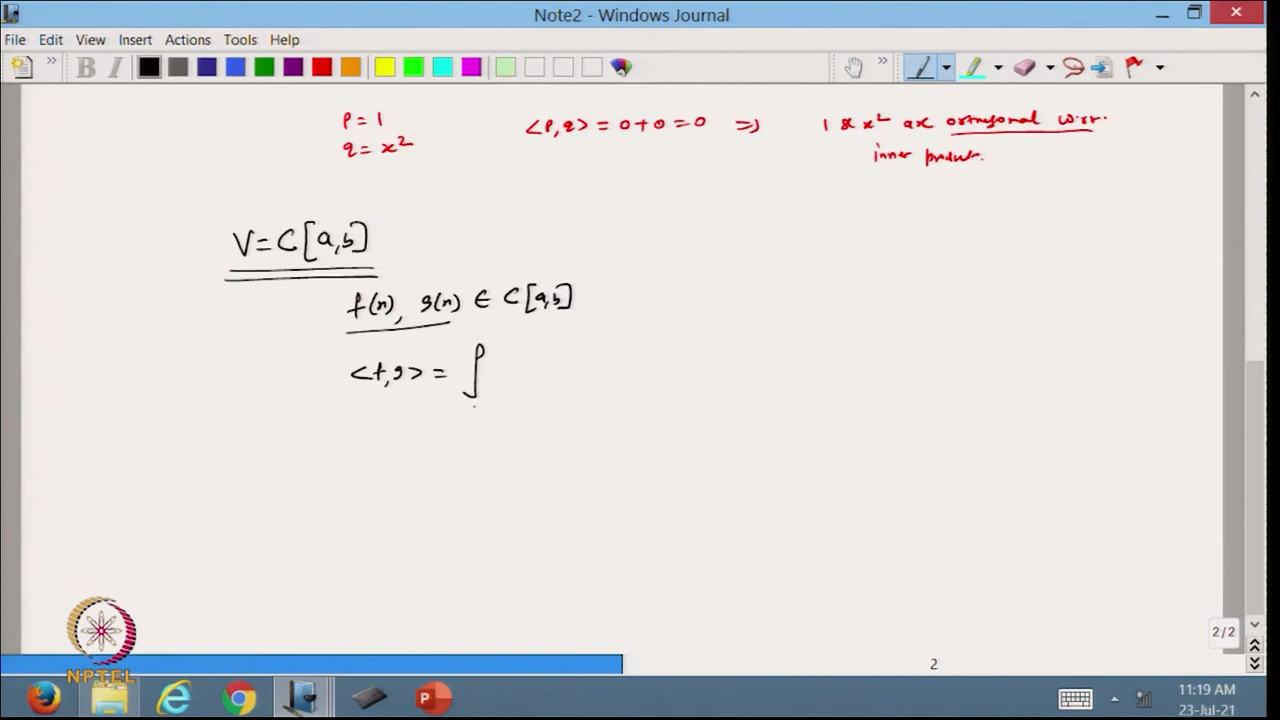 Note2 - Windows Journal
File Edit View Insert Actions Tools Help
P = 1
q = x²
<P,q> = 0+0=0 => 1 & x² are orthogonal w.r.t.
inner product.
V=C[a,b]
f(n), g(n) ∈ C[a,b]
<f,g> = ∫
2/2
2
NPTEL
11:19 AM
23-Jul-21